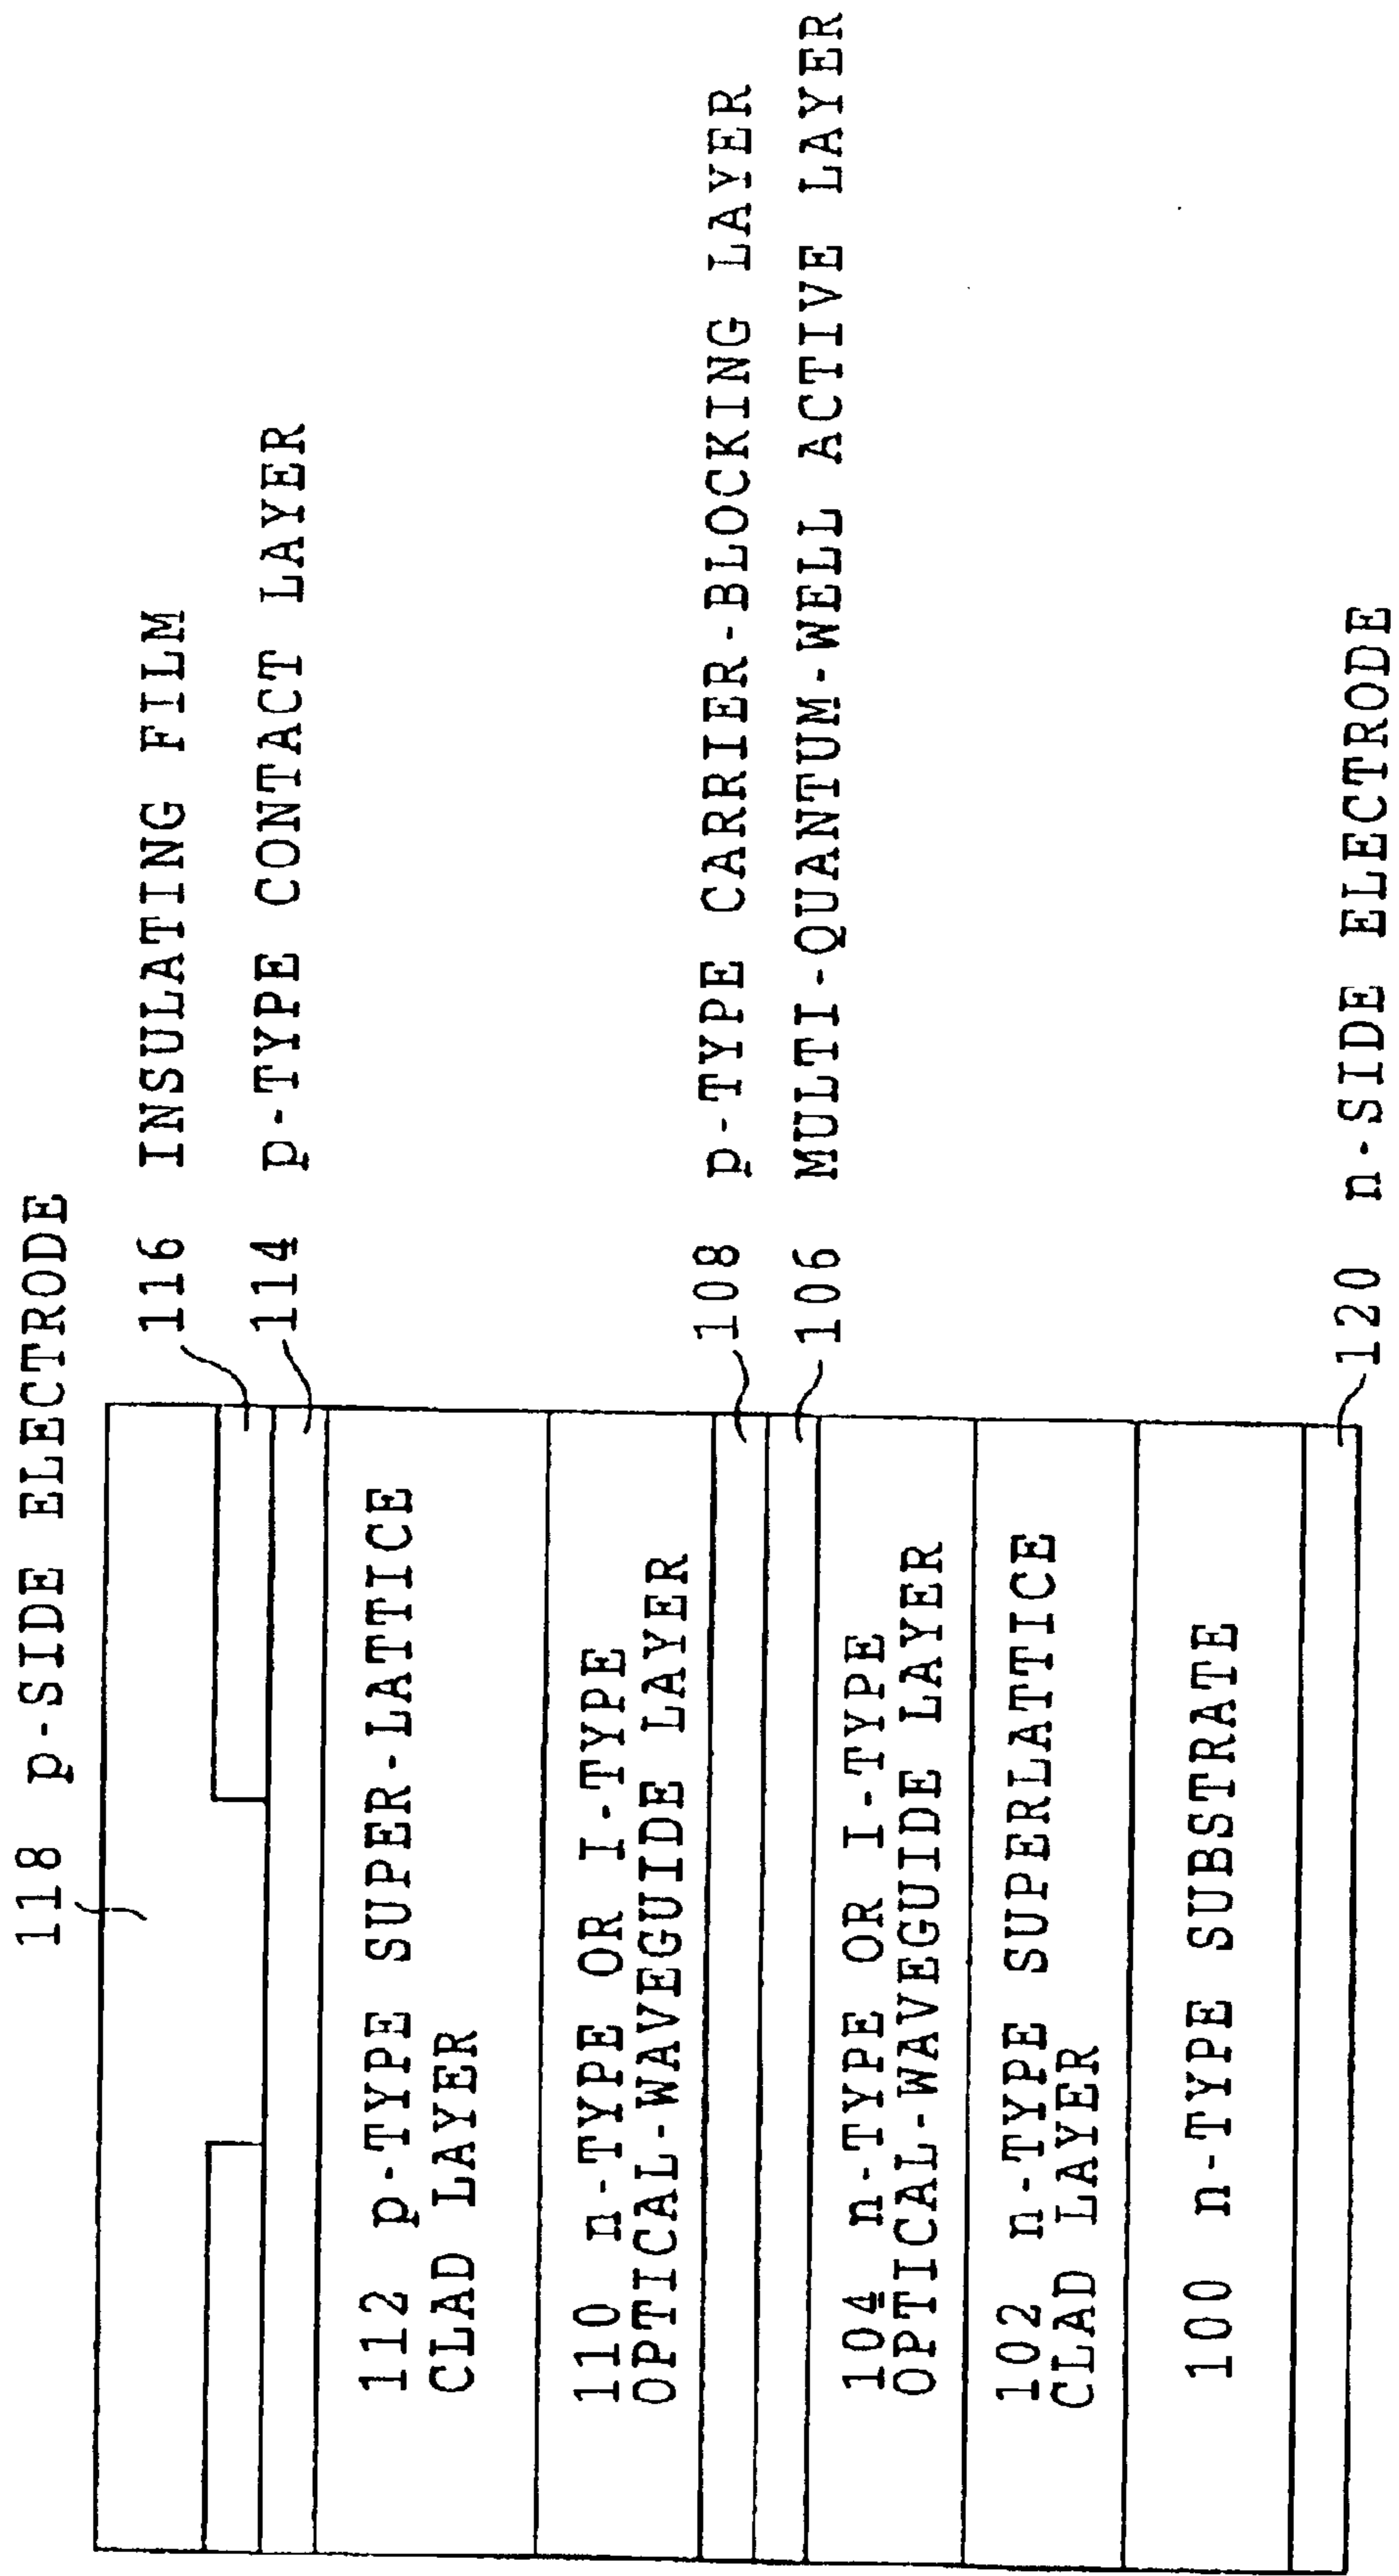 118 p-SIDE ELECTRODE
116 INSULATING FILM
114 p-TYPE CONTACT LAYER
112 p-TYPE SUPER-LATTICE
CLAD LAYER
110 n-TYPE OR I-TYPE
OPTICAL-WAVEGUIDE LAYER
108 p-TYPE CARRIER-BLOCKING LAYER
106 MULTI-QUANTUM-WELL ACTIVE LAYER
104 n-TYPE OR I-TYPE
OPTICAL-WAVEGUIDE LAYER
102 n-TYPE SUPERLATTICE
CLAD LAYER
100 n-TYPE SUBSTRATE
120 n-SIDE ELECTRODE